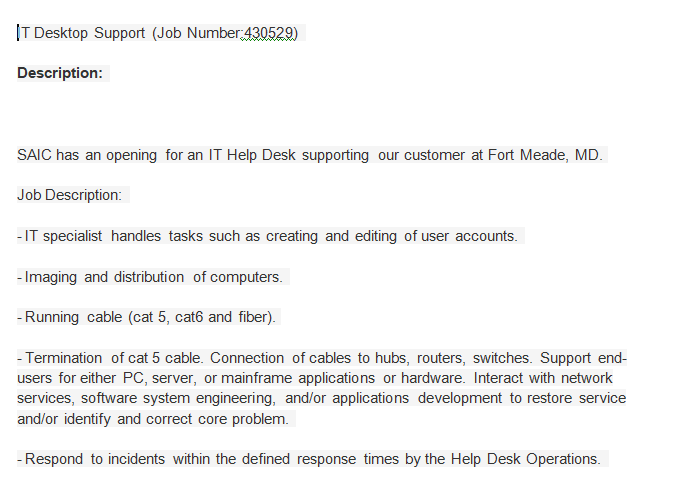 IT Desktop Support (Job Number:430529)
Description:
SAIC has an opening for an IT Help Desk supporting our customer at Fort Meade, MD.
Job Description:
- IT specialist handles tasks such as creating and editing of user accounts.
- Imaging and distribution of computers.
- Running cable (cat 5, cat6 and fiber).
- Termination of cat 5 cable. Connection of cables to hubs, routers, switches. Support end-
users for either PC, server, or mainframe applications or hardware. Interact with network
services, software system engineering, and/or applications development to restore service
and/or identify and correct core problem.
- Respond to incidents within the defined response times by the Help Desk Operations.